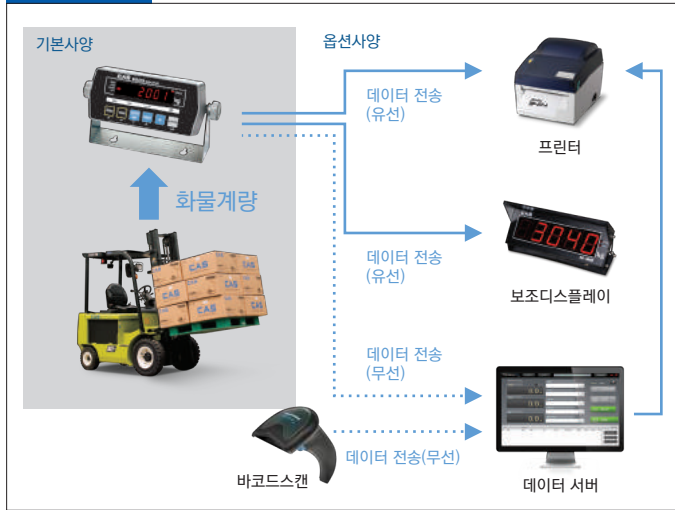 기본사양
옵션사양
CAS
2001
데이터 전송
(유선)
프린터
화물계량
3040
데이터 전송
(유선)
보조디스플레이
CAS
CAS
CAS
데이터 전송
(무선)
데이터 전송(무선)
바코드스캔
데이터 서버